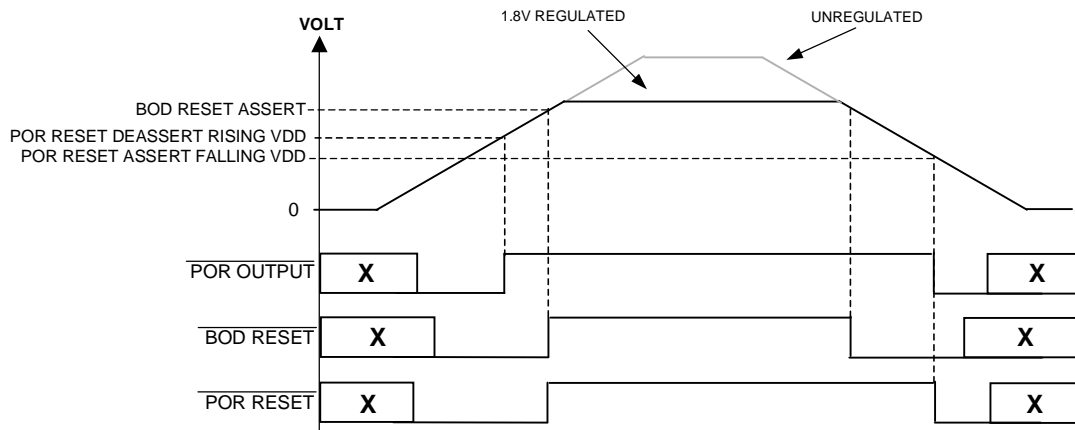 1.8V REGULATED
UNREGULATED
VOLT
BOD RESET ASSERT
POR RESET DEASSERT RISING VDD
POR RESET ASSERT FALLING VDD
0
POR OUTPUT X X
BOD RESET X X
POR RESET X X